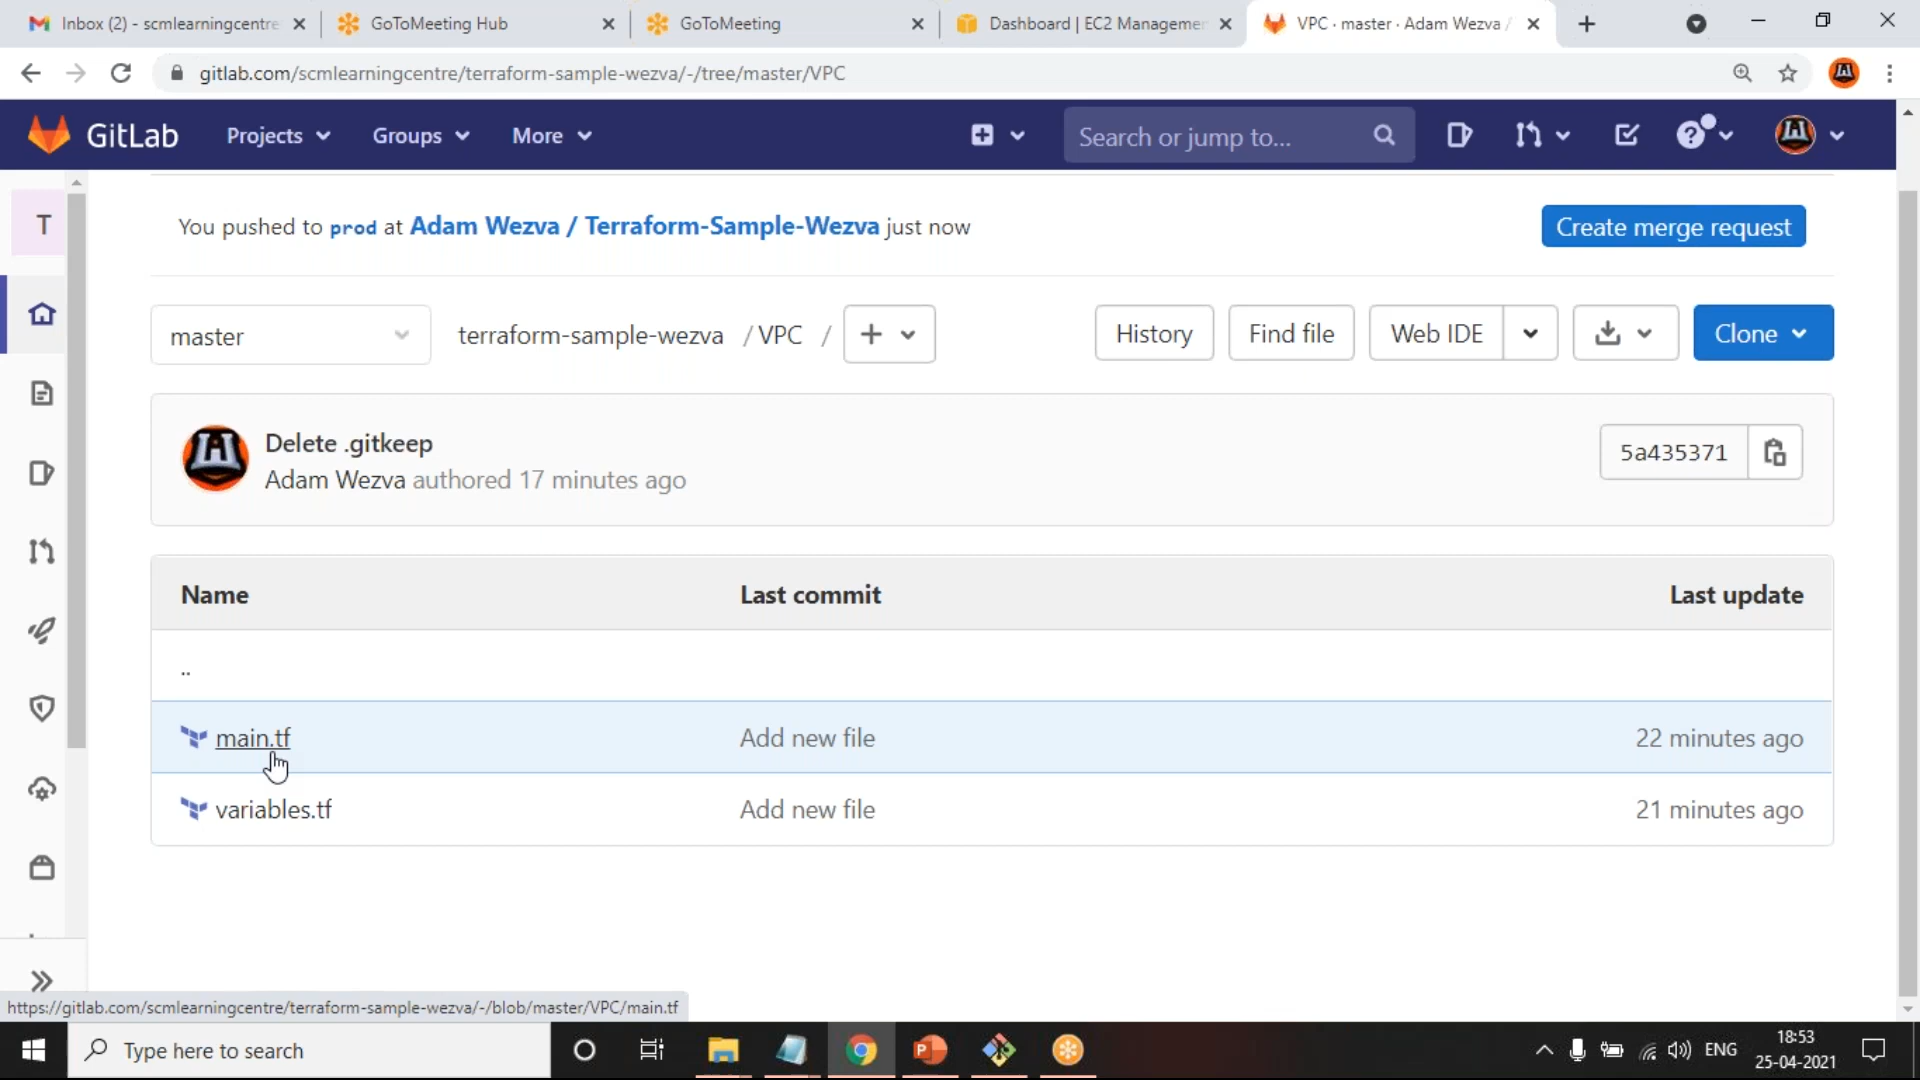 Inbox (2) - scmlearningcentre
GoToMeeting Hub
GoToMeeting
Dashboard | EC2 Managemen
VPC · master · Adam Wezva /
gitlab.com/scmlearningcentre/terraform-sample-wezva/-/tree/master/VPC
GitLab
Projects
Groups
More
Search or jump to...
T
You pushed to prod at Adam Wezva / Terraform-Sample-Wezva just now
Create merge request
master
terraform-sample-wezva / VPC /
History
Find file
Web IDE
Clone
Delete .gitkeep
Adam Wezva authored 17 minutes ago
5a435371
Name Last commit Last update
..
main.tf Add new file 22 minutes ago
variables.tf Add new file 21 minutes ago
https://gitlab.com/scmlearningcentre/terraform-sample-wezva/-/blob/master/VPC/main.tf
Type here to search
ENG
18:53
25-04-2021